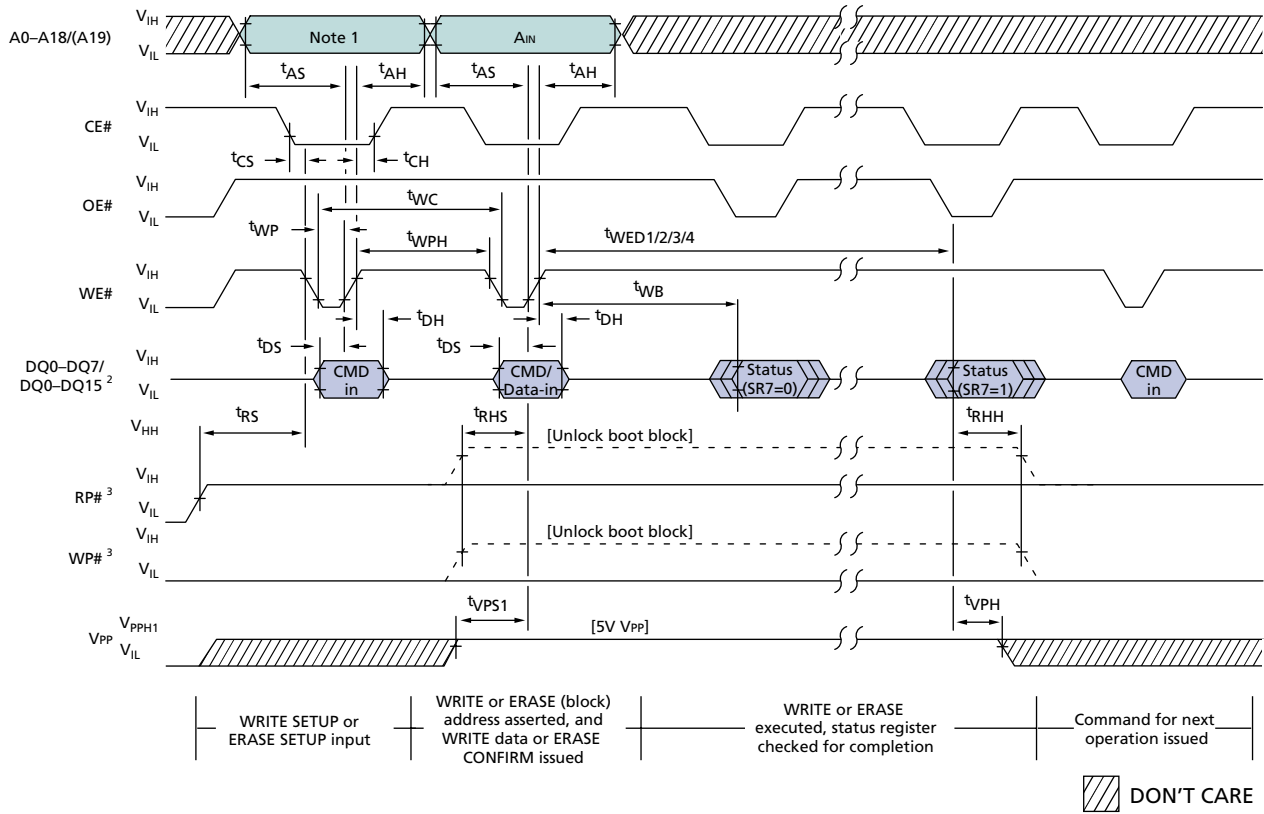 A0–A18/(A19)
VIH
VIL
Note 1
AIN
tAS
tAH
tAS
tAH
CE#
VIH
VIL
tCS
tCH
OE#
VIH
VIL
tWC
tWP
tWPH
tWED1/2/3/4
WE#
VIH
VIL
tWB
tDH
tDH
tDS
tDS
DQ0–DQ7/
DQ0–DQ15 2
VIH
VIL
CMD
in
CMD/
Data-in
Status
(SR7=0)
Status
(SR7=1)
CMD
in
tRS
tRHS
tRHH
VHH
[Unlock boot block]
RP# 3
VIH
VIL
WP# 3
VIH
VIL
[Unlock boot block]
tVPS1
tVPH
VPP
VPPH1
VIL
[5V VPP]
WRITE SETUP or
ERASE SETUP input
WRITE or ERASE (block)
address asserted, and
WRITE data or ERASE
CONFIRM issued
WRITE or ERASE
executed, status register
checked for completion
Command for next
operation issued
DON'T CARE